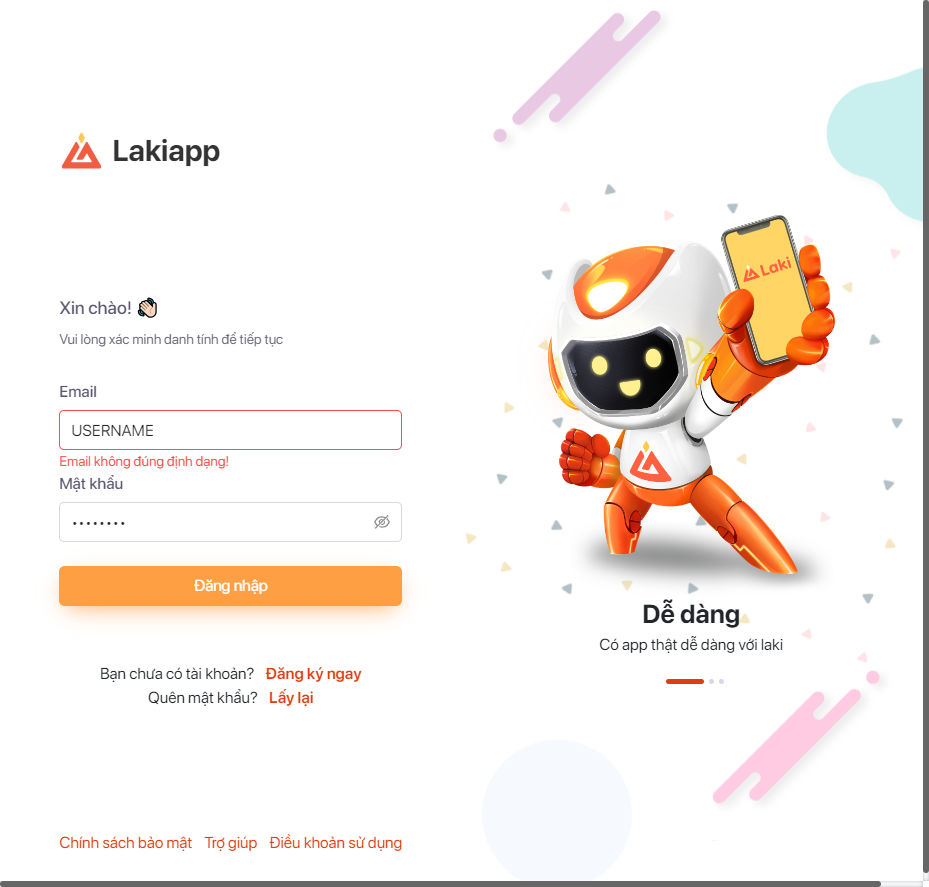 Lakiapp
Xin chào! 👋🏻
Vui lòng xác minh danh tính để tiếp tục
Email
USERNAME
Email không đúng định dạng!
Mật khẩu
••••••••
Đăng nhập
Bạn chưa có tài khoản? Đăng ký ngay
Quên mật khẩu? Lấy lại
Chính sách bảo mật Trợ giúp Điều khoản sử dụng
Laki
Dễ dàng
Có app thật dễ dàng với laki